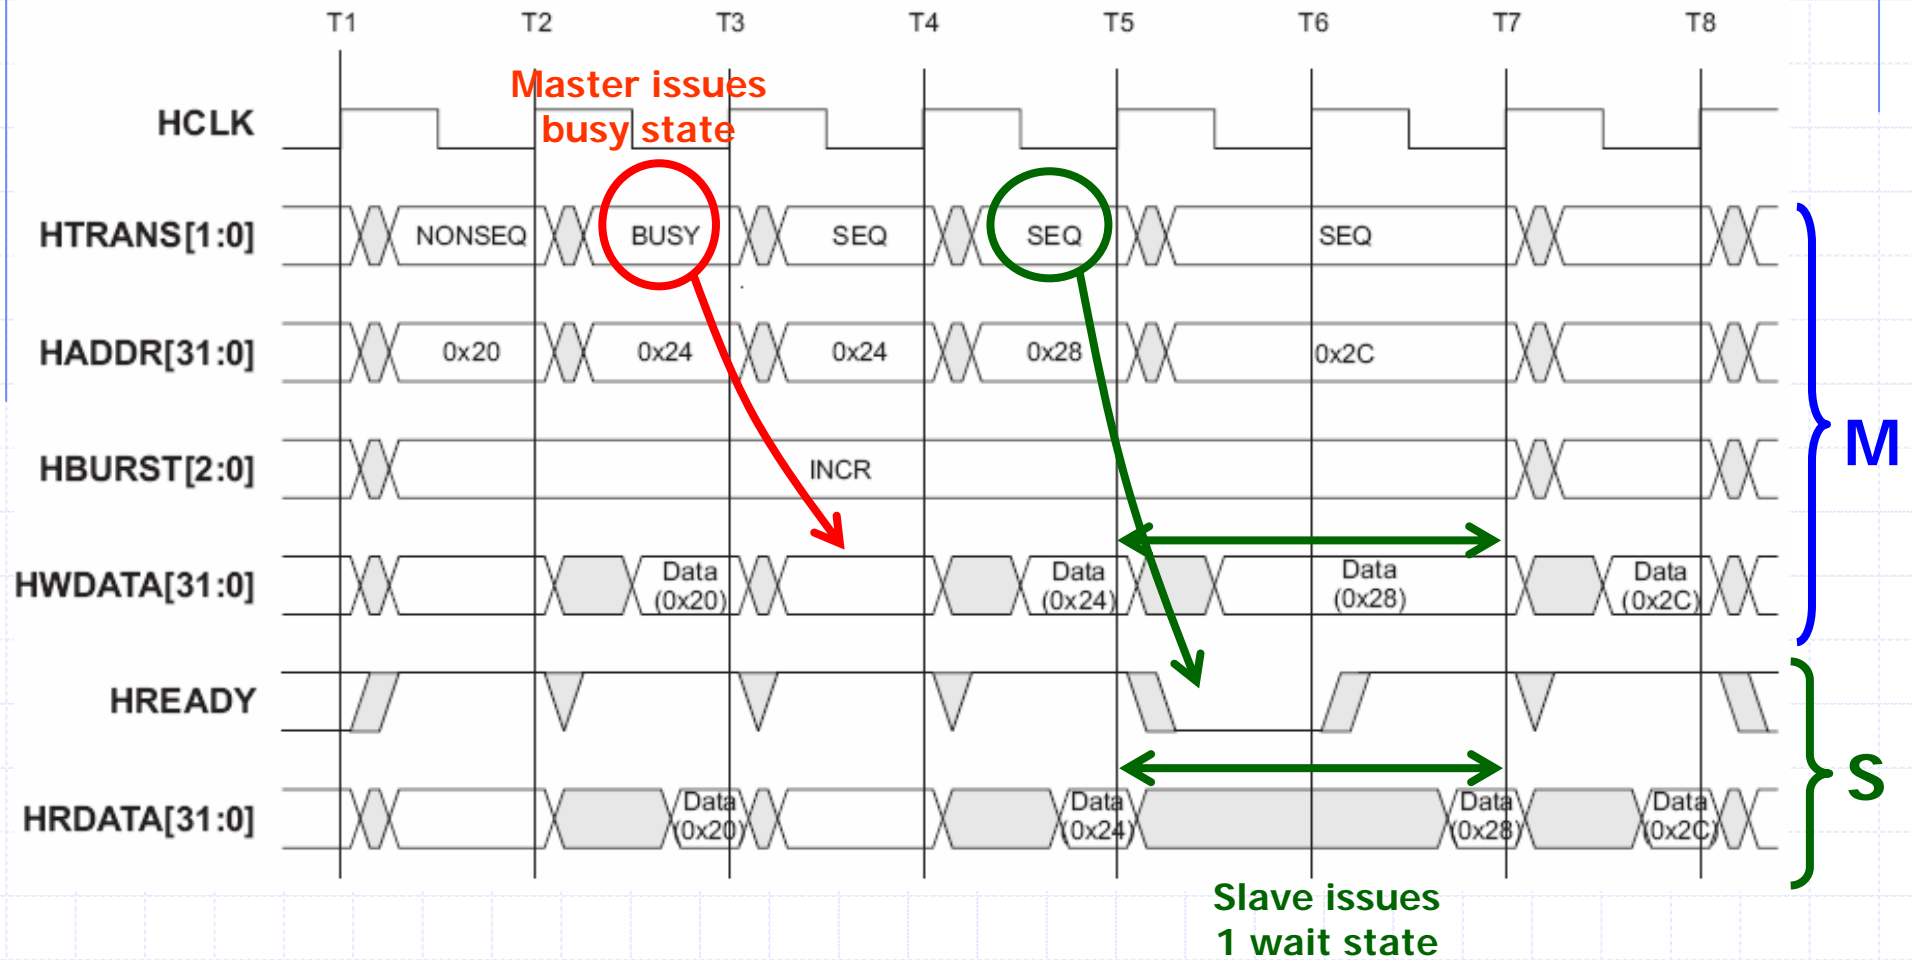 T1 T2 T3 T4 T5 T6 T7 T8
Master issues
busy state
HCLK
HTRANS[1:0] NONSEQ BUSY SEQ SEQ SEQ
HADDR[31:0] 0x20 0x24 0x24 0x28 0x2C
M
HBURST[2:0] INCR
HWDATA[31:0] Data (0x20) Data (0x24) Data (0x28) Data (0x2C)
HREADY
S
HRDATA[31:0] Data (0x20) Data (0x24) Data (0x28) Data (0x2C)
Slave issues
1 wait state